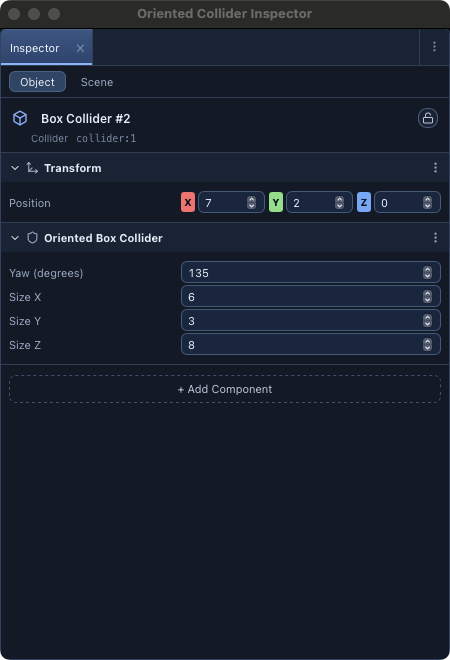 Oriented Collider Inspector
Inspector
Object Scene
Box Collider #2
Collider collider:1
Transform
Position X 7 Y 2 Z 0
Oriented Box Collider
Yaw (degrees) 135
Size X 6
Size Y 3
Size Z 8
+ Add Component